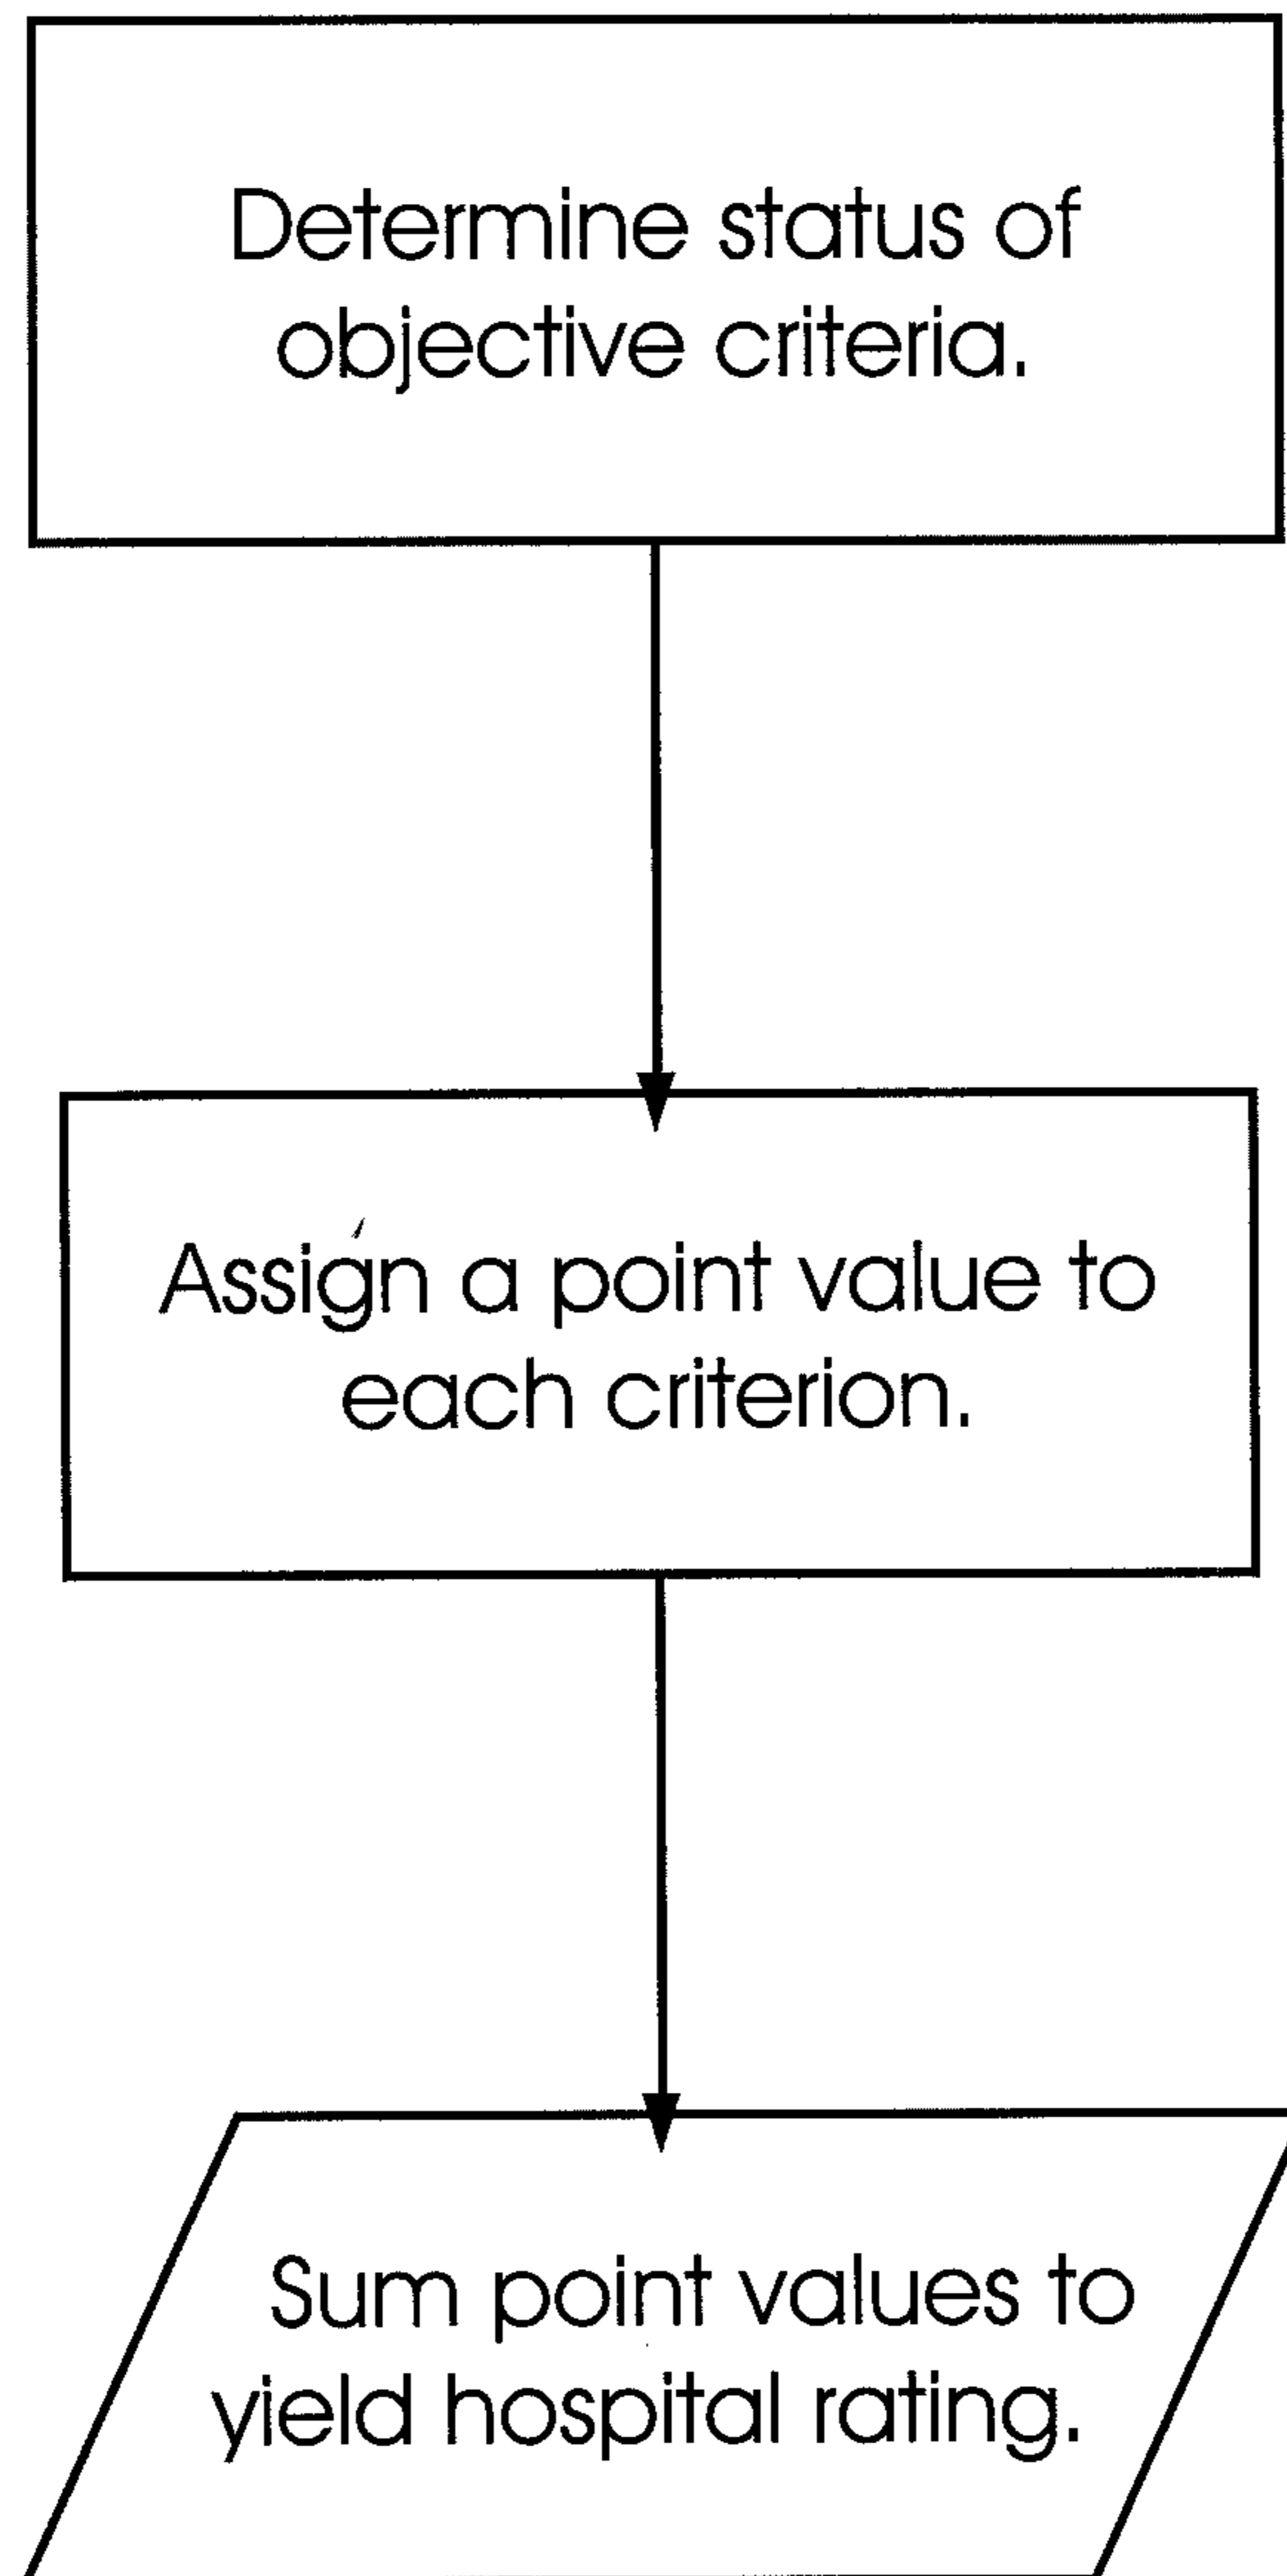 Determine status of
objective criteria.
Assign a point value to
each criterion.
Sum point values to
yield hospital rating.